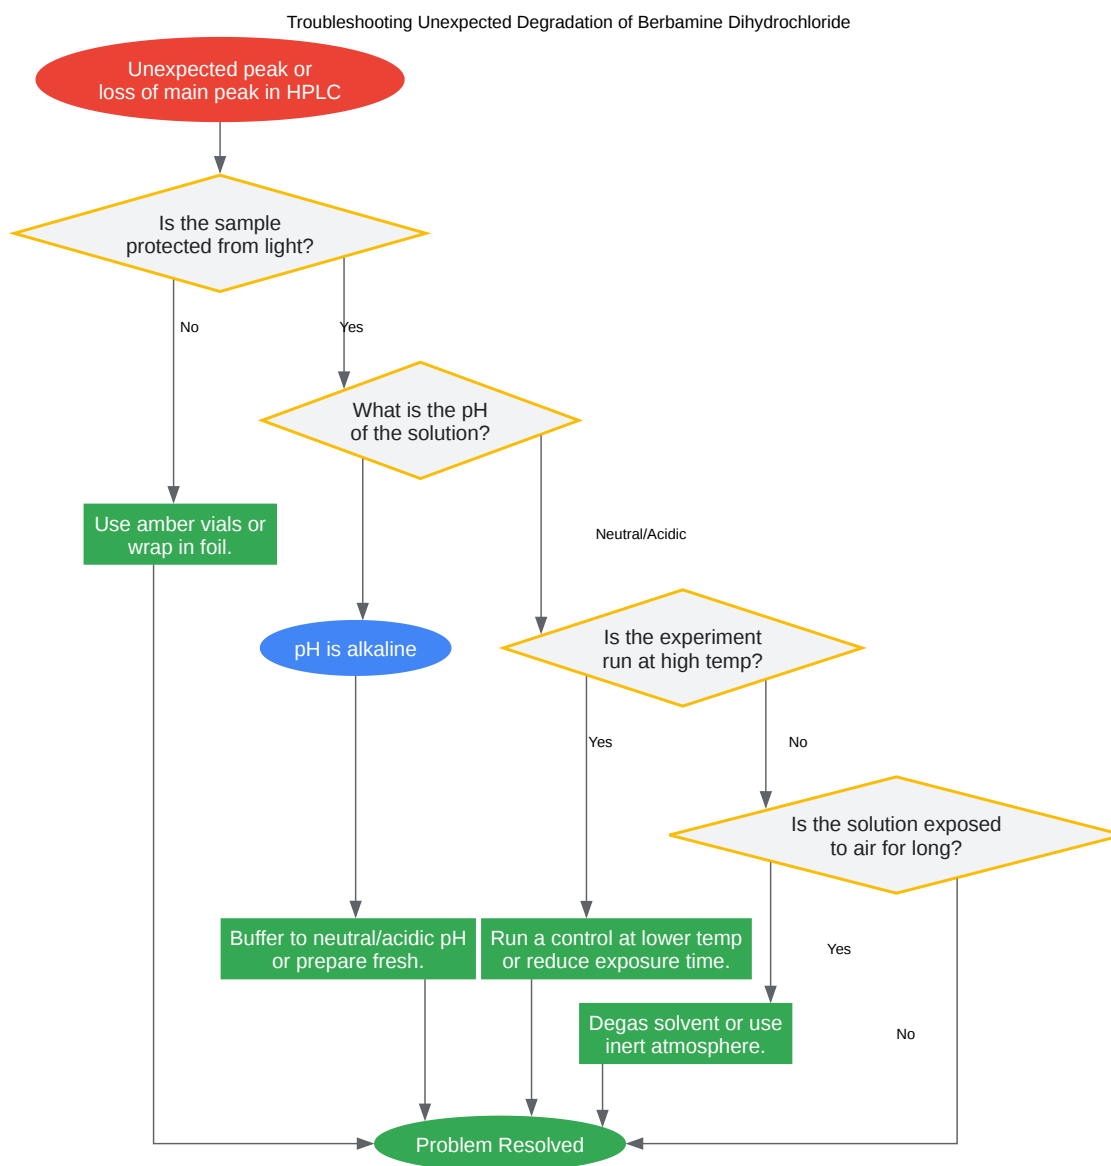 Troubleshooting Unexpected Degradation of Berbamine Dihydrochloride
Unexpected peak or
loss of main peak in HPLC
Is the sample
protected from light?
No
Yes
What is the pH
of the solution?
Use amber vials or
wrap in foil.
Neutral/Acidic
pH is alkaline
Is the experiment
run at high temp?
Yes
No
Is the solution exposed
to air for long?
Buffer to neutral/acidic pH
or prepare fresh.
Run a control at lower temp
or reduce exposure time.
Yes
Degas solvent or use
inert atmosphere.
No
Problem Resolved